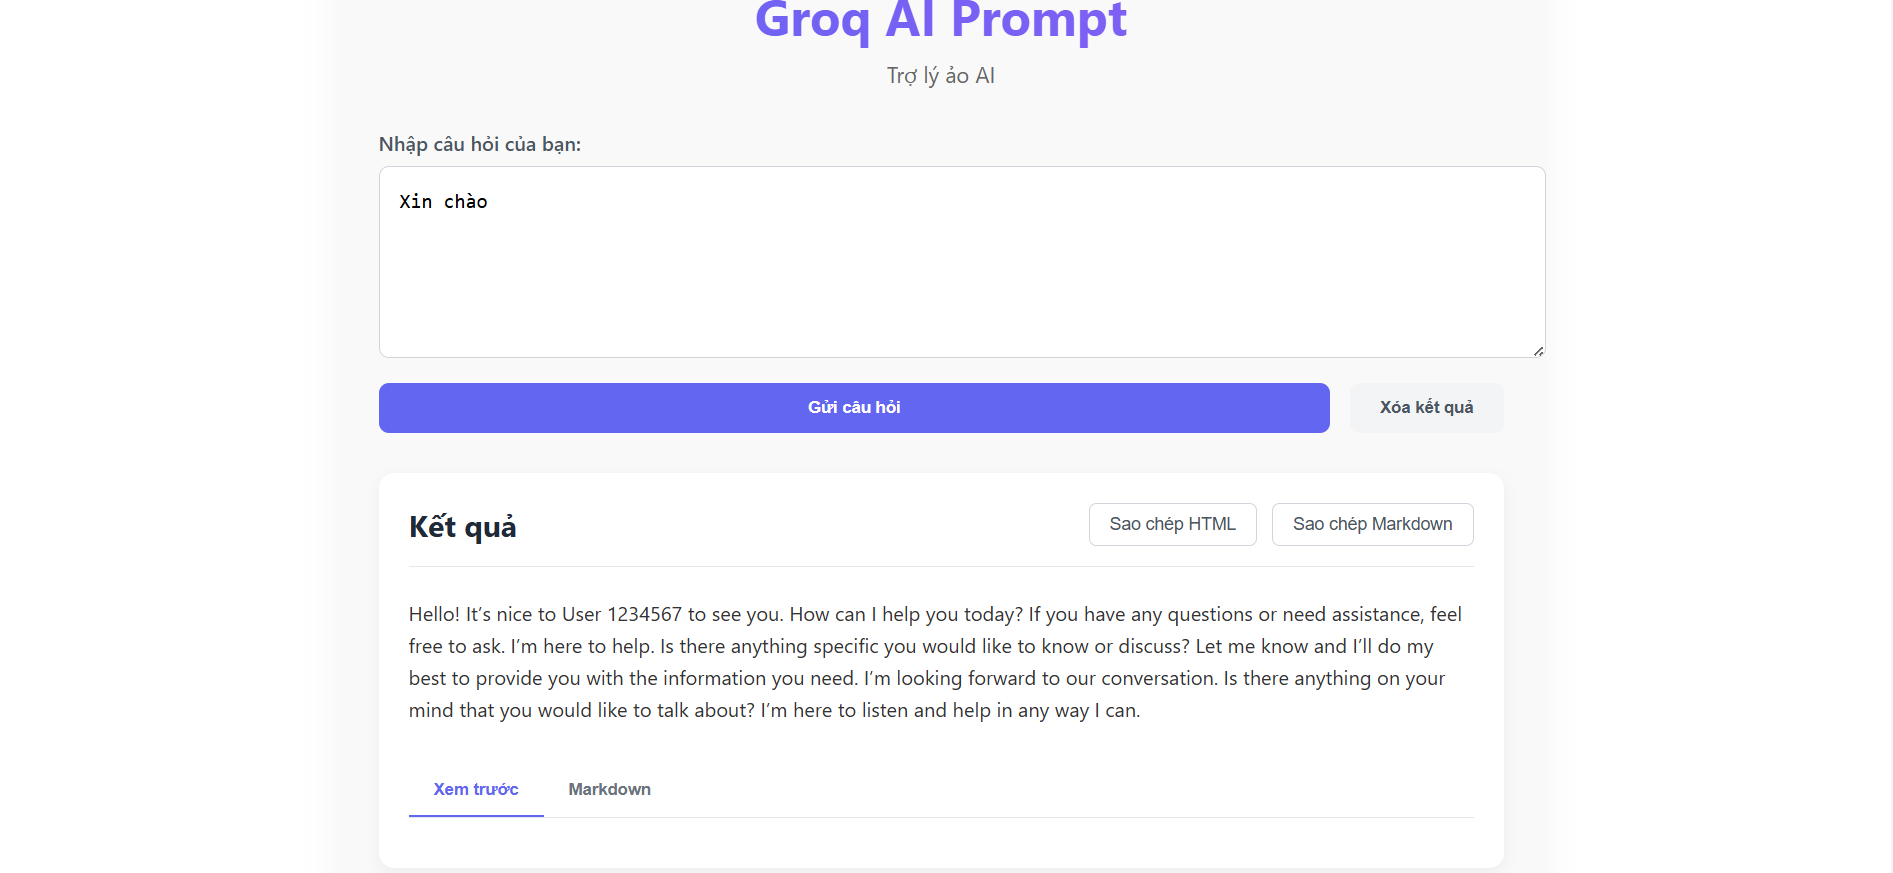 Groq AI Prompt
Trợ lý ảo AI
Nhập câu hỏi của bạn:
Xin chào
Gửi câu hỏi
Xóa kết quả
Kết quả
Sao chép HTML
Sao chép Markdown
Hello! It’s nice to User 1234567 to see you. How can I help you today? If you have any questions or need assistance, feel
free to ask. I’m here to help. Is there anything specific you would like to know or discuss? Let me know and I’ll do my
best to provide you with the information you need. I’m looking forward to our conversation. Is there anything on your
mind that you would like to talk about? I’m here to listen and help in any way I can.
Xem trước
Markdown